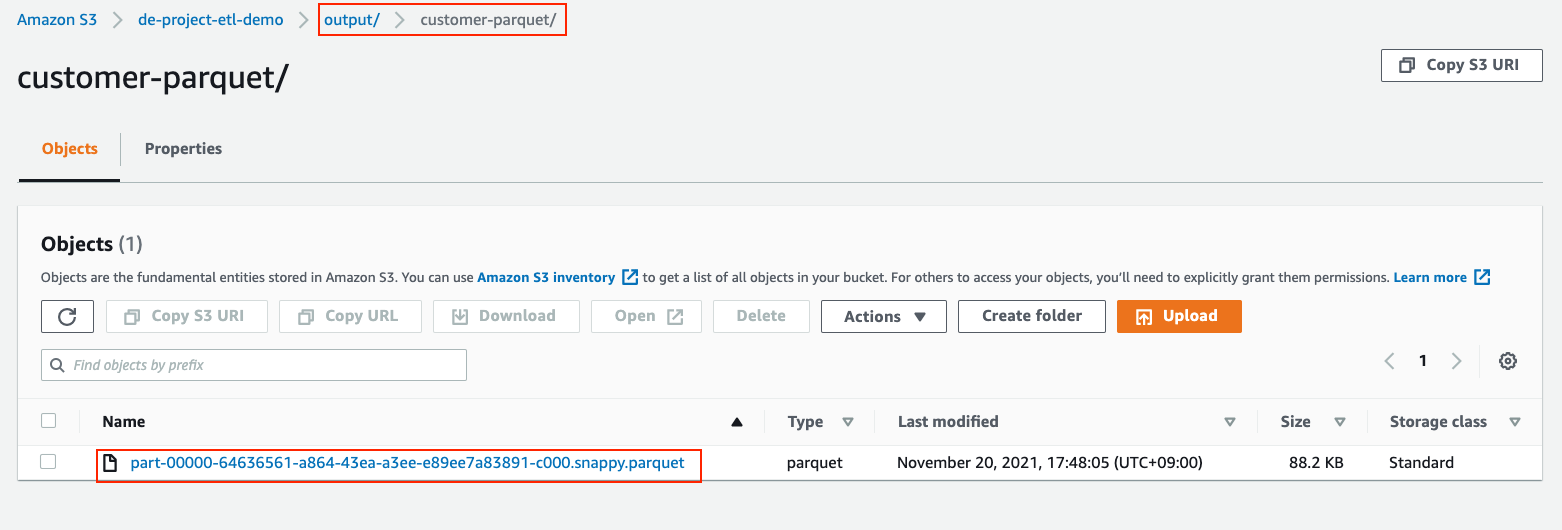 Amazon S3 > de-project-etl-demo > output/ > customer-parquet/
customer-parquet/
Copy S3 URI
Objects Properties
Objects (1)
Objects are the fundamental entities stored in Amazon S3. You can use Amazon S3 inventory to get a list of all objects in your bucket. For others to access your objects, you'll need to explicitly grant them permissions. Learn more
Copy S3 URI Copy URL Download Open Delete Actions Create folder Upload
Find objects by prefix
1
Name Type Last modified Size Storage class
part-00000-64636561-a864-43ea-a3ee-e89ee7a83891-c000.snappy.parquet parquet November 20, 2021, 17:48:05 (UTC+09:00) 88.2 KB Standard